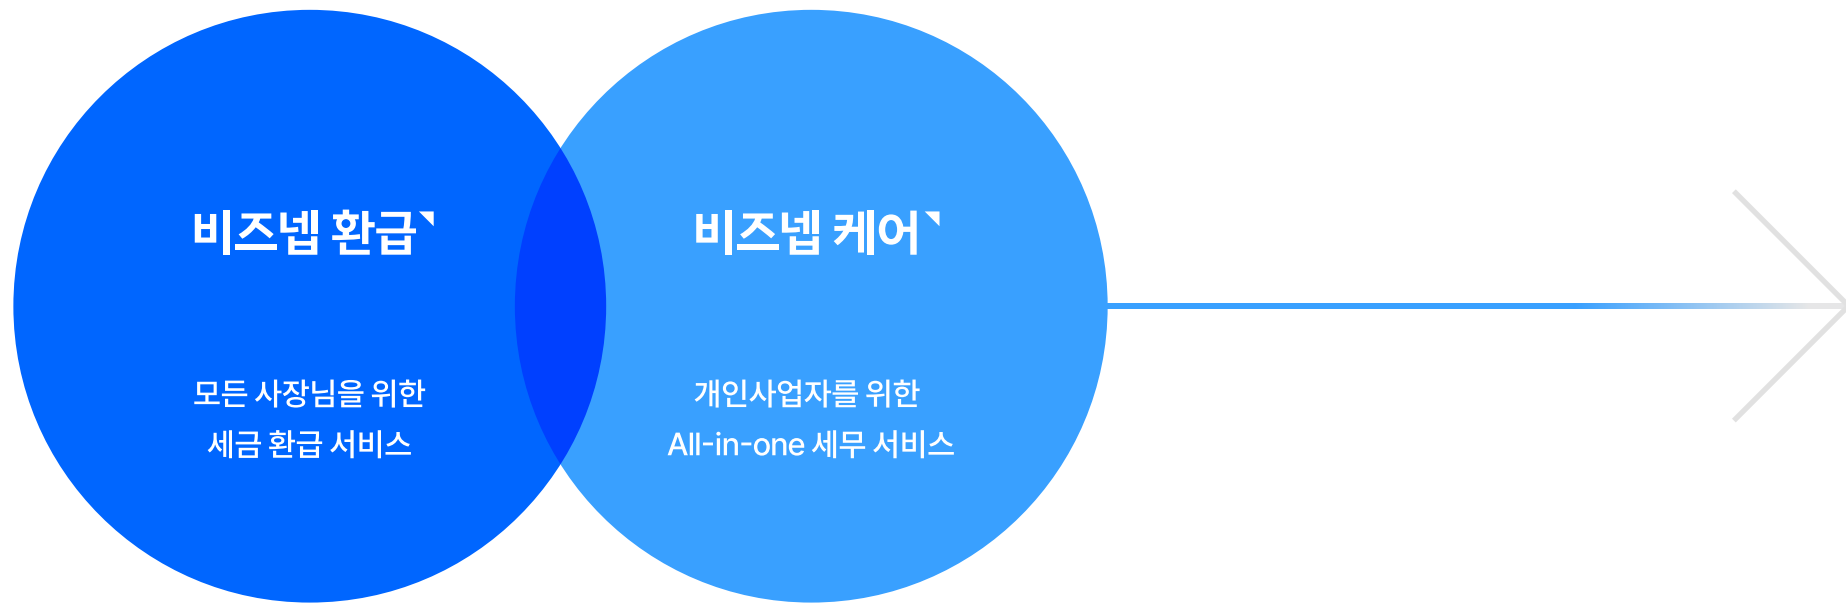 비즈넵 환급
모든 사장님을 위한
세금 환급 서비스
비즈넵 케어
개인사업자를 위한
All-in-one 세무 서비스